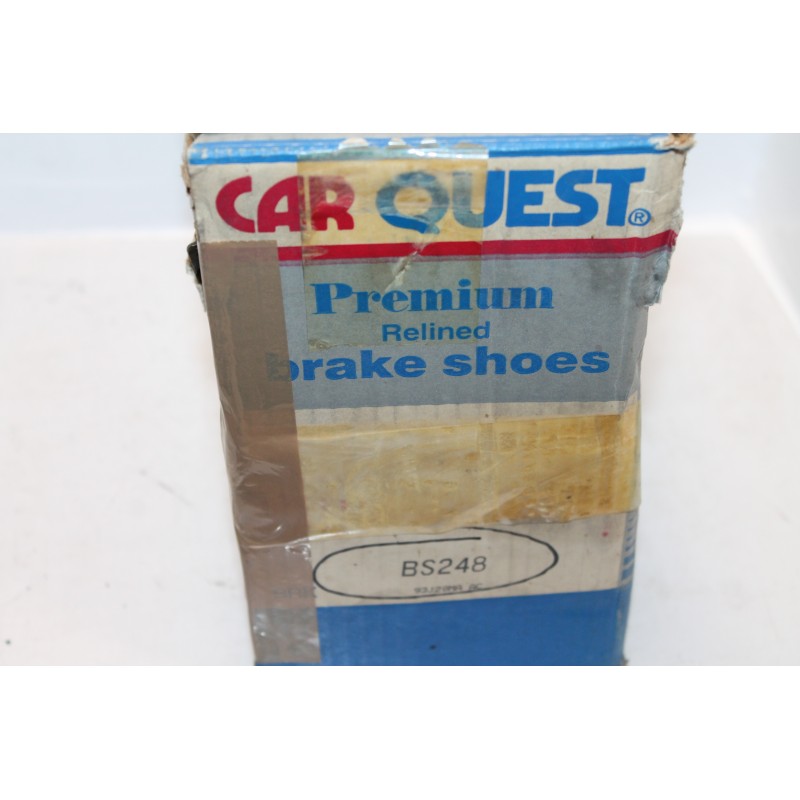 CAR QUEST®
Premium
Relined
brake shoes
BS248